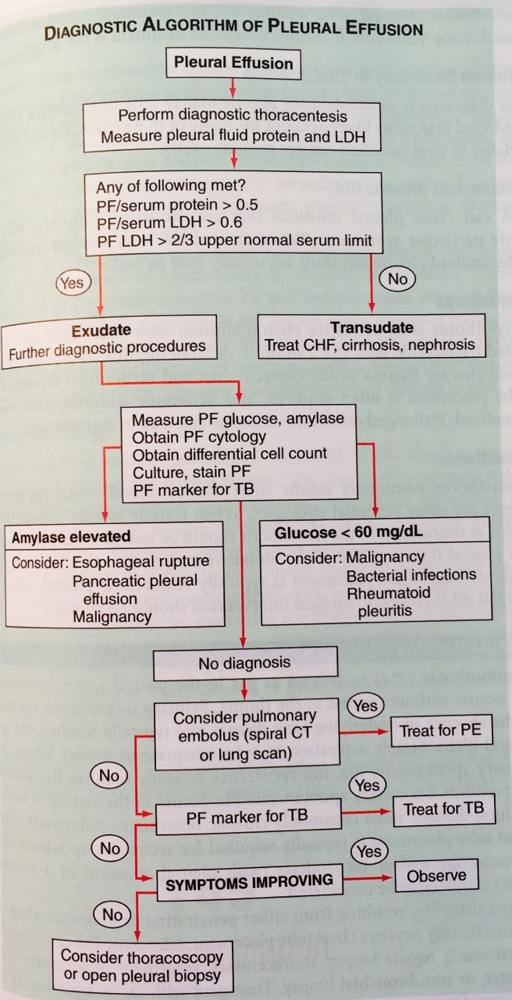 DIAGNOSTIC ALGORITHM OF PLEURAL EFFUSION
Pleural Effusion
Perform diagnostic thoracentesis
Measure pleural fluid protein and LDH
Any of following met?
PF/serum protein > 0.5
PF/serum LDH > 0.6
PF LDH > 2/3 upper normal serum limit
Yes
No
Exudate
Further diagnostic procedures
Transudate
Treat CHF, cirrhosis, nephrosis
Measure PF glucose, amylase
Obtain PF cytology
Obtain differential cell count
Culture, stain PF
PF marker for TB
Amylase elevated
Consider: Esophageal rupture
Pancreatic pleural
effusion
Malignancy
Glucose < 60 mg/dL
Consider: Malignancy
Bacterial infections
Rheumatoid
pleuritis
No diagnosis
Consider pulmonary
embolus (spiral CT
or lung scan)
Yes
Treat for PE
No
PF marker for TB
Yes
Treat for TB
No
SYMPTOMS IMPROVING
Yes
Observe
No
Consider thoracoscopy
or open pleural biopsy